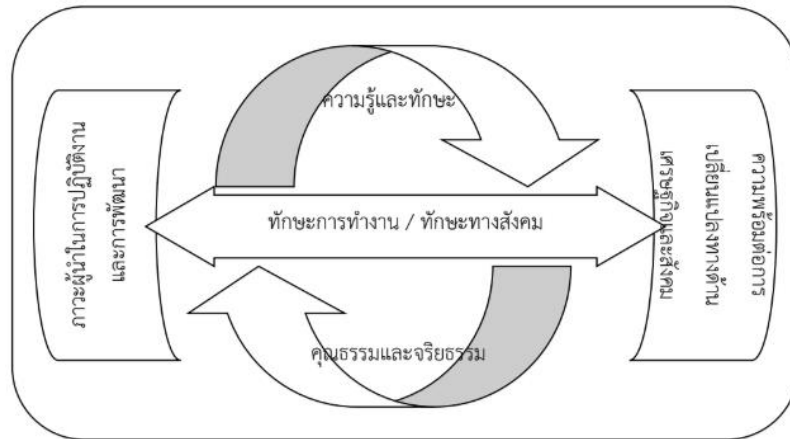 ความรู้และทักษะ
ภาวะผู้นำในการปฏิบัติงาน
และการพัฒนา
ทักษะการทำงาน / ทักษะทางสังคม
ความพร้อมต่อการ
เปลี่ยนแปลงทางด้าน
เศรษฐกิจและสังคม
คุณธรรมและจริยธรรม